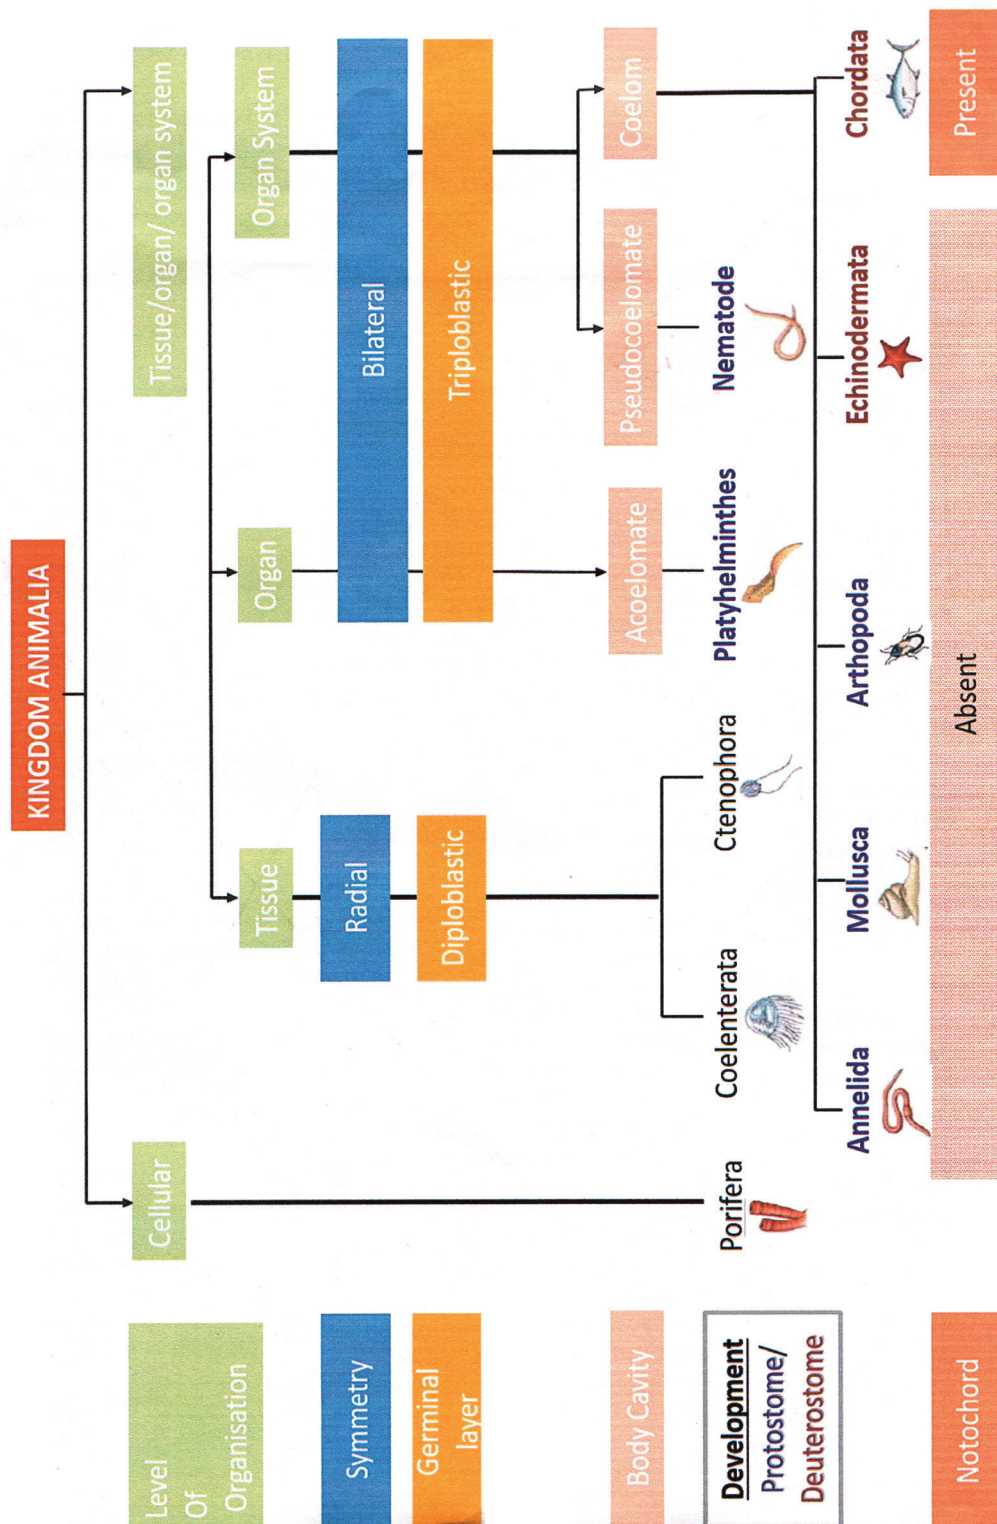 KINGDOM ANIMALIA
Level
Of
Organisation
Cellular
Tissue/organ/ organ system
Tissue
Organ
Organ System
Symmetry
Radial
Bilateral
Germinal
layer
Diploblastic
Triploblastic
Body Cavity
Acoelomate
Pseudocoelomate
Coelom
Development
Protostome/
Deuterostome
Porifera
Coelenterata
Ctenophora
Platyhelminthes
Nematode
Annelida
Mollusca
Arthopoda
Echinodermata
Chordata
Notochord
Absent
Present